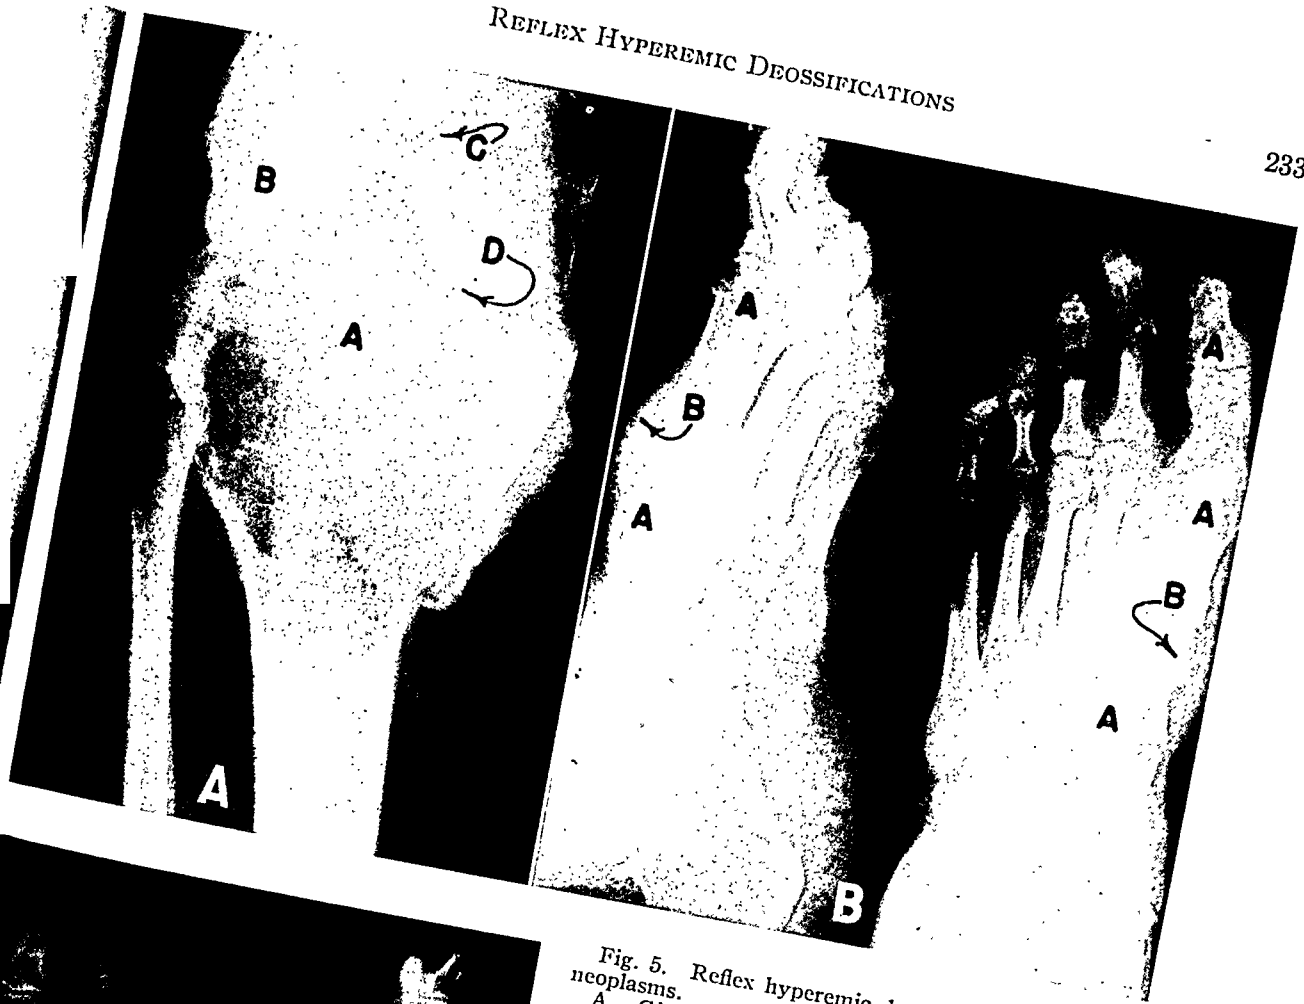 REFLEX HYPEREMIC DEOSSIFICATIONS
233
C
B
D
A
A
A
B
A
A
A
B
A
B
Fig. 5. Reflex hyperemic
neoplasms.
A